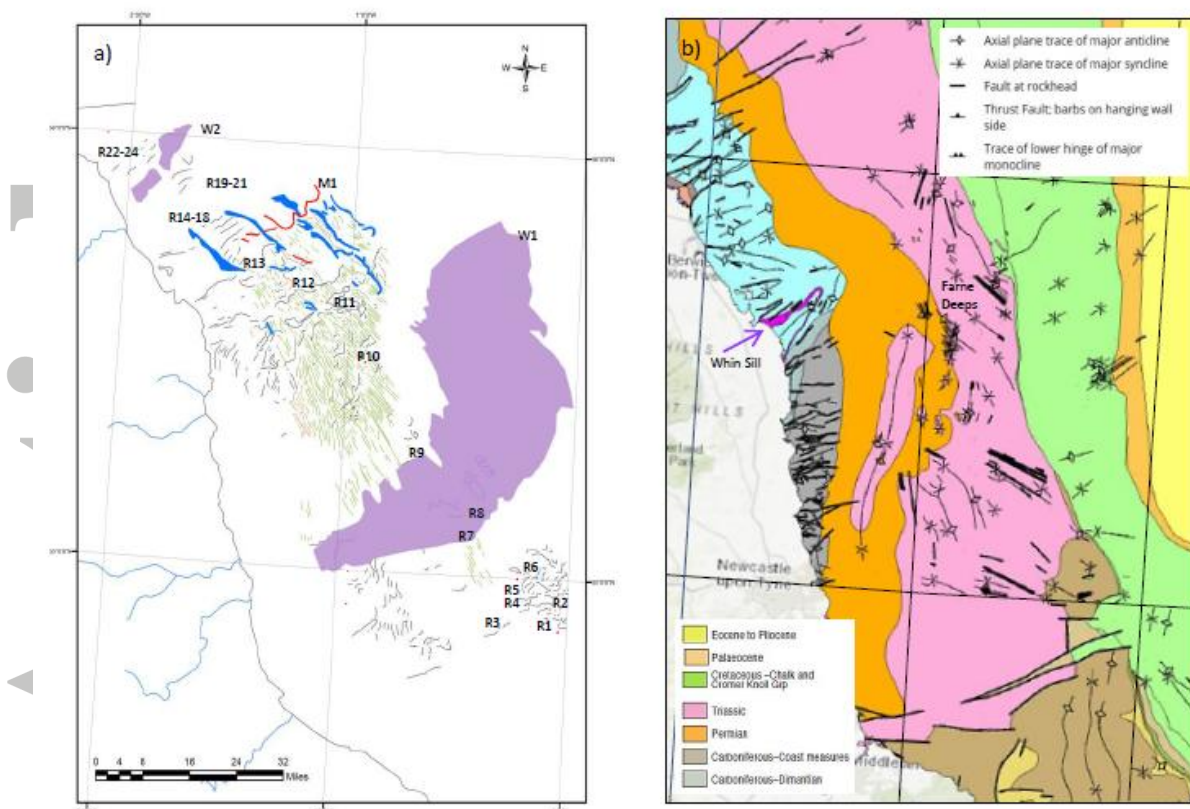 a)
N
W E
S
W2
R22-24
R19-21
M1
R14-18
W1
R13
R12
R11
R10
R9
R8
R7
R6
R5
R4
R2
R3
R1
0 4 8 16 24 32
Miles
b)
Axial plane trace of major anticline
Axial plane trace of major syncline
Fault at rockhead
Thrust Fault; barbs on hanging wall
side
Trace of lower hinge of major
monocline
Farne
Deeps
Whin Sill
Newcastle
upon Tyne
Eocene to Pliocene
Palaeocene
Cretaceous –Chalk and
Cromer Knoll Grp
Triassic
Permian
Carboniferous–Coast measures
Carboniferous–Dinantian